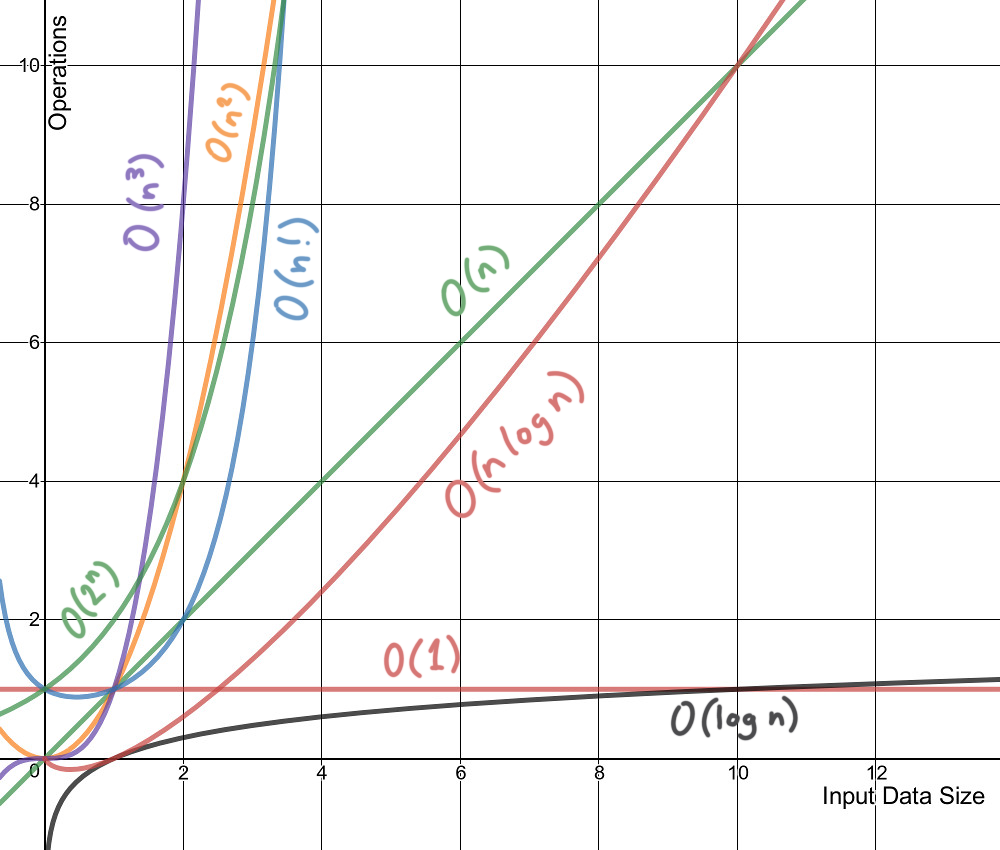 Operations
10
8
6
4
2
0
2
4
6
8
10
12
Input Data Size
O(n³)
O(n²)
O(n!)
O(n)
O(n log n)
O(2ⁿ)
O(1)
O(log n)